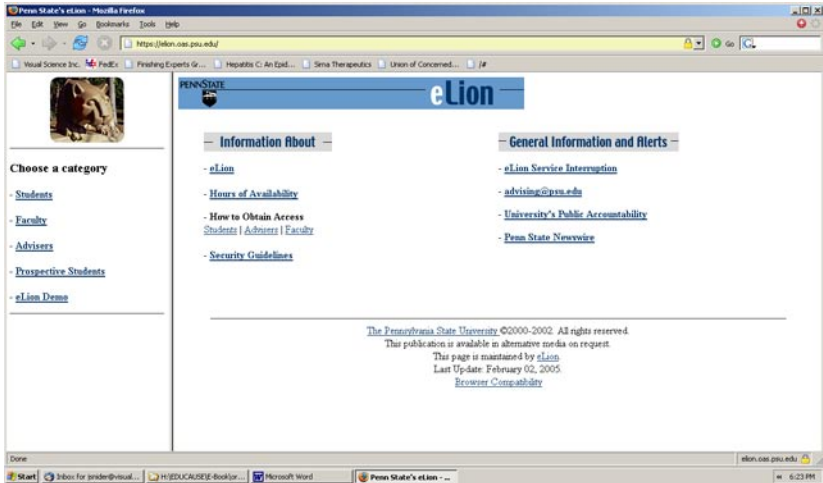 Penn State's eLion - Mozilla Firefox
File Edit View Go Bookmarks Tools Help
https://elion.oas.psu.edu/
Go
Visual Science Inc. FedEx Finishing Experts Gr... Hepatitis C: An Epid... Sirna Therapeutics Union of Concerned... /#
PENNSTATE
eLion
Choose a category
- Students
- Faculty
- Advisers
- Prospective Students
- eLion Demo
— Information About —
- eLion
- Hours of Availability
- How to Obtain Access
Students | Advisers | Faculty
- Security Guidelines
— General Information and Alerts —
- eLion Service Interruption
- advising@psu.edu
- University's Public Accountability
- Penn State Newswire
The Pennsylvania State University ©2000-2002. All rights reserved.
This publication is available in alternative media on request.
This page is maintained by eLion.
Last Update: February 02, 2005.
Browser Compatibility
Done
elion.oas.psu.edu
Start Inbox for jsnider@visual... H:\EDUCAUSE\E-Book\or... Microsoft Word Penn State's eLion - ...
6:23 PM